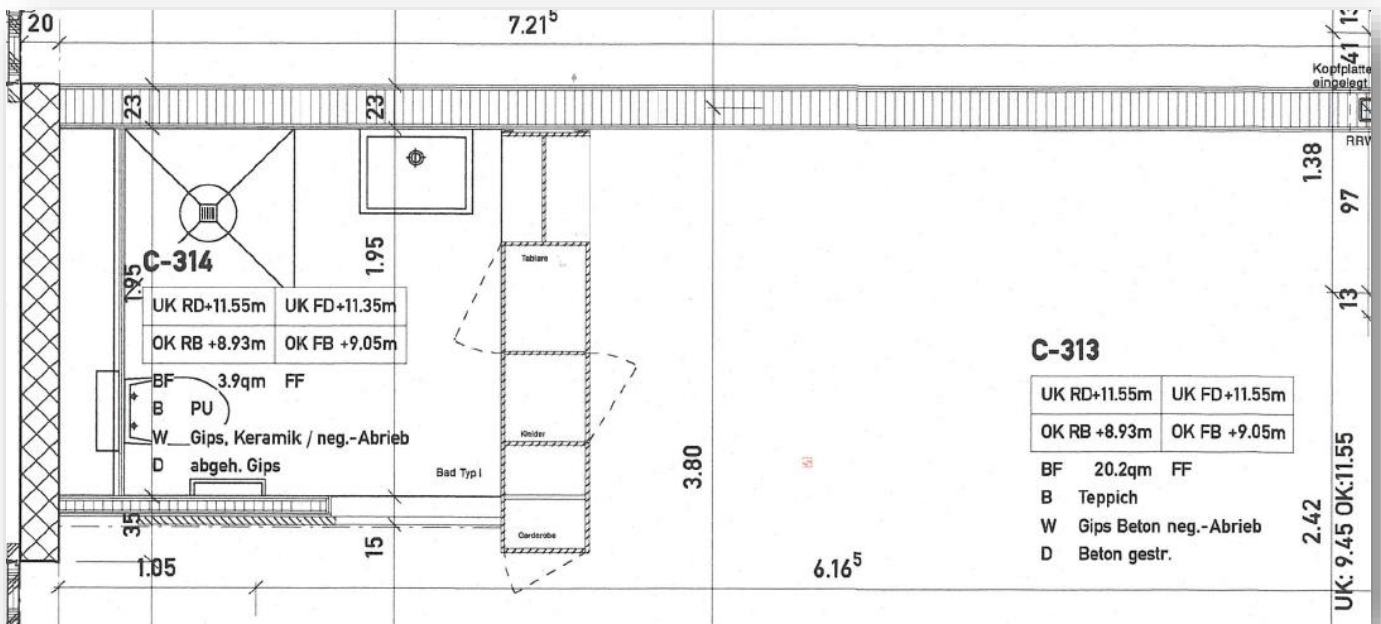 20
7.21⁵
13
41
Kopfplatte
eingelegt
23
23
RRW
1.38
97
C-314
1.95
1.95
Tablare
UK RD+11.55m UK FD+11.35m
OK RB +8.93m OK FB +9.05m
13
C-313
BF 3.9qm FF
B PU
UK RD+11.55m UK FD+11.55m
W Gips, Keramik / neg.-Abrieb
Kleider
OK RB +8.93m OK FB +9.05m
D abgeh. Gips
Bad Typ I
3.80
BF 20.2qm FF
B Teppich
W Gips Beton neg.-Abrieb
D Beton gestr.
2.42
UK: 9.45 OK:11.55
35
15
Garderobe
1.05
6.16⁵